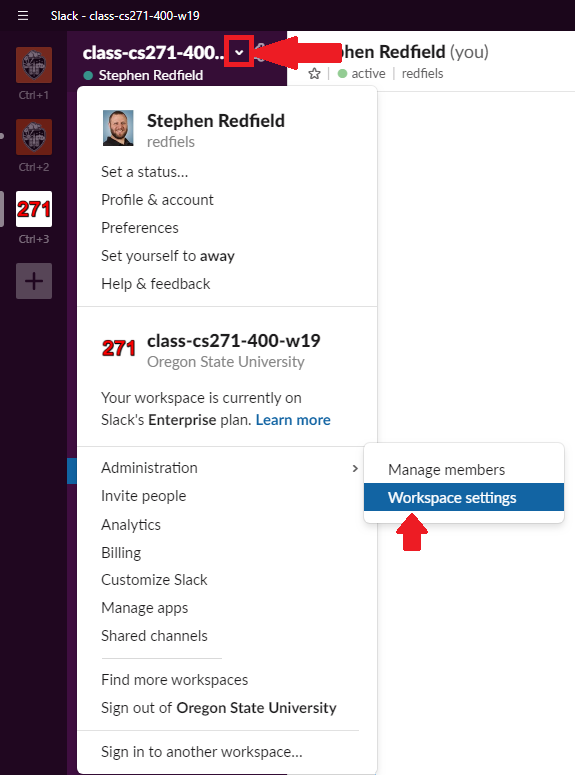 Slack - class-cs271-400-w19
class-cs271-400...
Stephen Redfield
phen Redfield (you)
active redfiels
Ctrl+1
Ctrl+2
271
Ctrl+3
Stephen Redfield
redfiels
Set a status...
Profile & account
Preferences
Set yourself to away
Help & feedback
271
class-cs271-400-w19
Oregon State University
Your workspace is currently on
Slack's Enterprise plan. Learn more
Administration
Invite people
Analytics
Billing
Customize Slack
Manage apps
Shared channels
Find more workspaces
Sign out of Oregon State University
Sign in to another workspace...
Manage members
Workspace settings